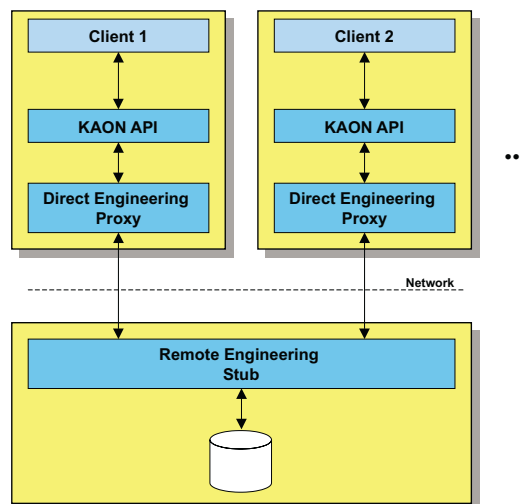 Client 1
Client 2
KAON API
KAON API
..
Direct Engineering
Proxy
Direct Engineering
Proxy
Network
Remote Engineering
Stub